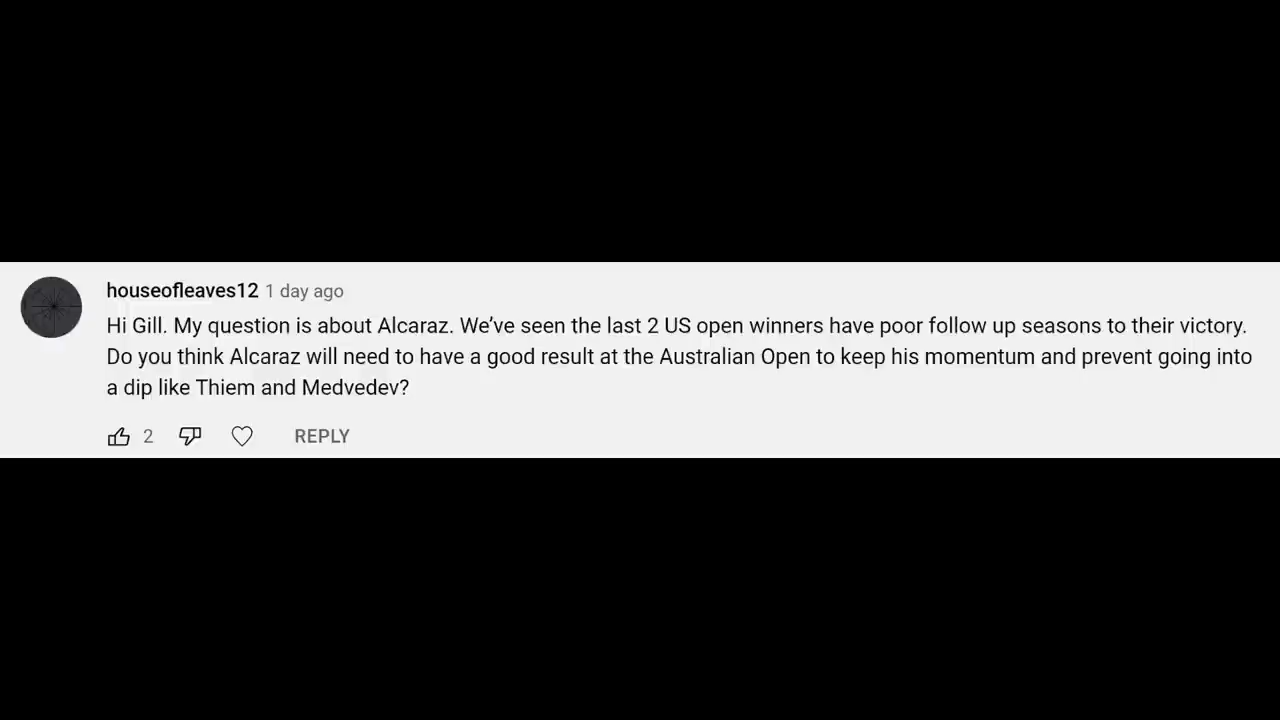 houseofleaves12 1 day ago
Hi Gill. My question is about Alcaraz. We’ve seen the last 2 US open winners have poor follow up seasons to their victory.
Do you think Alcaraz will need to have a good result at the Australian Open to keep his momentum and prevent going into
a dip like Thiem and Medvedev?
2 REPLY